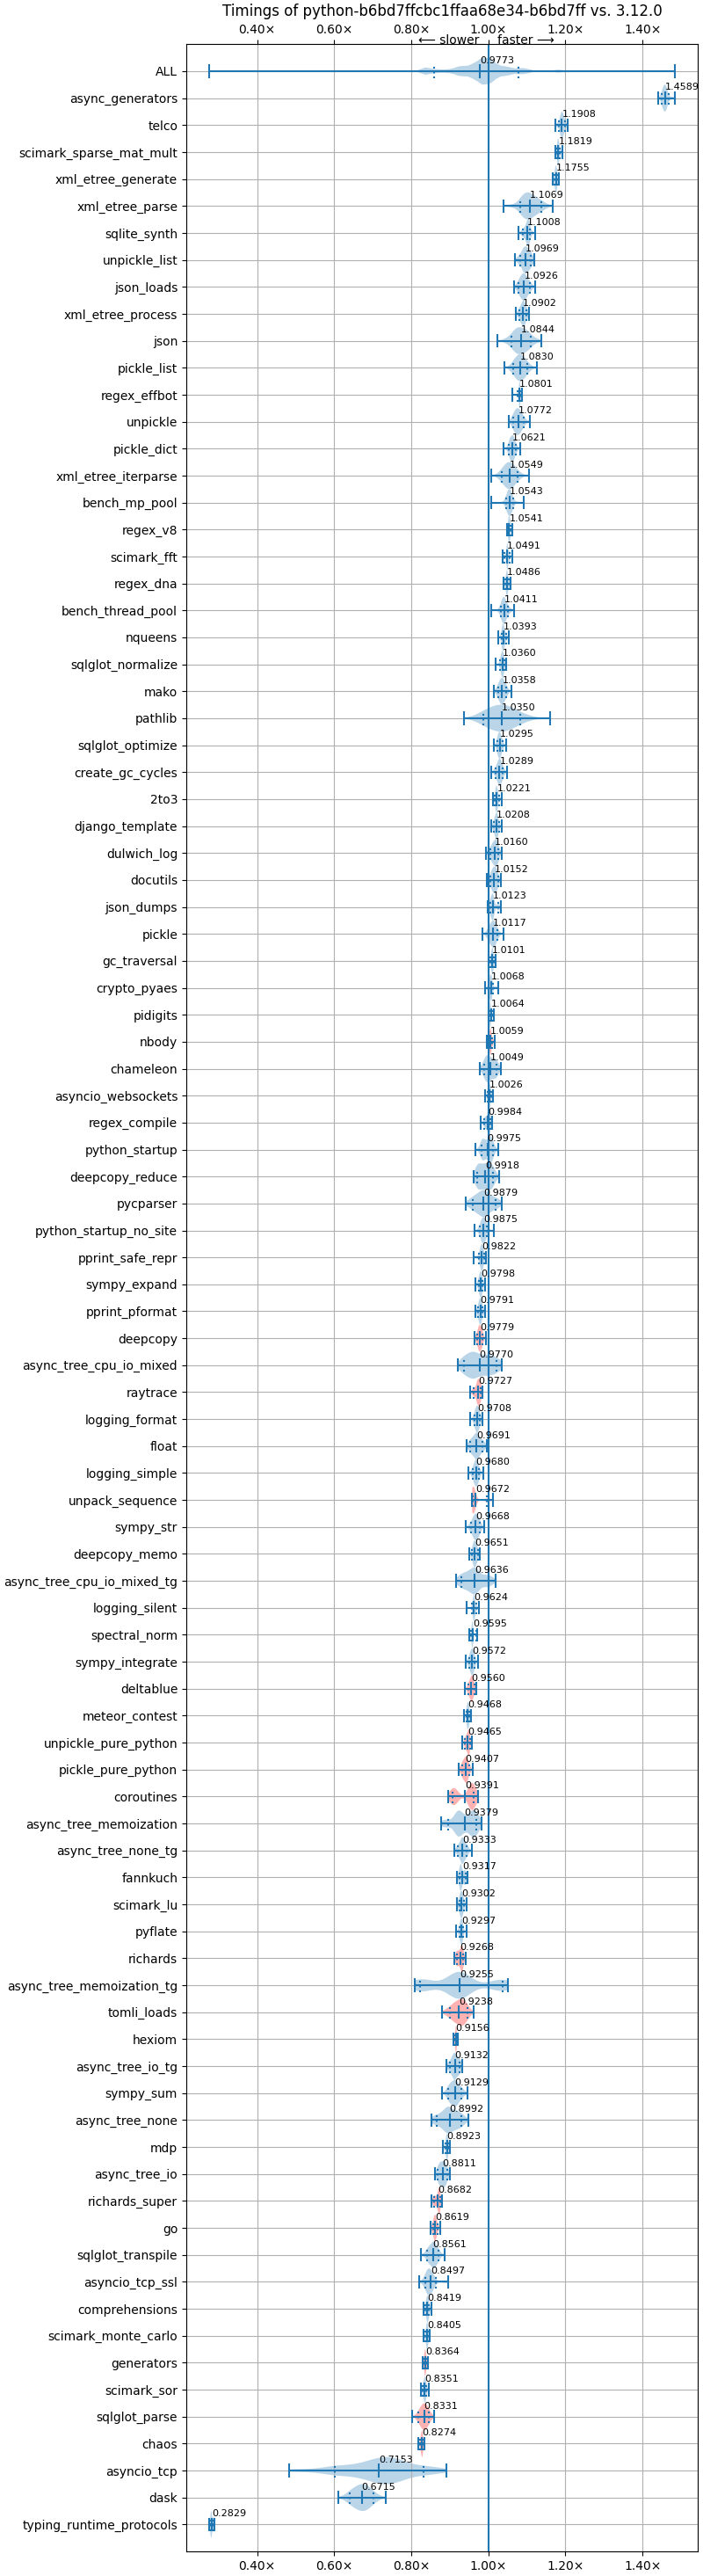 Timings of python-b6bd7ffcbc1ffaa68e34-b6bd7ff vs. 3.12.0
0.40× 0.60× 0.80× 1.00× 1.20× 1.40×
⟵ slower faster ⟶
ALL 0.9773
async_generators 1.4589
telco 1.1908
scimark_sparse_mat_mult 1.1819
xml_etree_generate 1.1755
xml_etree_parse 1.1069
sqlite_synth 1.1008
unpickle_list 1.0969
json_loads 1.0926
xml_etree_process 1.0902
json 1.0844
pickle_list 1.0830
regex_effbot 1.0801
unpickle 1.0772
pickle_dict 1.0621
xml_etree_iterparse 1.0549
bench_mp_pool 1.0543
regex_v8 1.0541
scimark_fft 1.0491
regex_dna 1.0486
bench_thread_pool 1.0411
nqueens 1.0393
sqlglot_normalize 1.0360
mako 1.0358
pathlib 1.0350
sqlglot_optimize 1.0295
create_gc_cycles 1.0289
2to3 1.0221
django_template 1.0208
dulwich_log 1.0160
docutils 1.0152
json_dumps 1.0123
pickle 1.0117
gc_traversal 1.0101
crypto_pyaes 1.0068
pidigits 1.0064
nbody 1.0059
chameleon 1.0049
asyncio_websockets 1.0026
regex_compile 0.9984
python_startup 0.9975
deepcopy_reduce 0.9918
pycparser 0.9879
python_startup_no_site 0.9875
pprint_safe_repr 0.9822
sympy_expand 0.9798
pprint_pformat 0.9791
deepcopy 0.9779
async_tree_cpu_io_mixed 0.9770
raytrace 0.9727
logging_format 0.9708
float 0.9691
logging_simple 0.9680
unpack_sequence 0.9672
sympy_str 0.9668
deepcopy_memo 0.9651
async_tree_cpu_io_mixed_tg 0.9636
logging_silent 0.9624
spectral_norm 0.9595
sympy_integrate 0.9572
deltablue 0.9560
meteor_contest 0.9468
unpickle_pure_python 0.9465
pickle_pure_python 0.9407
coroutines 0.9391
async_tree_memoization 0.9379
async_tree_none_tg 0.9333
fannkuch 0.9317
scimark_lu 0.9302
pyflate 0.9297
richards 0.9268
async_tree_memoization_tg 0.9255
tomli_loads 0.9238
hexiom 0.9156
async_tree_io_tg 0.9132
sympy_sum 0.9129
async_tree_none 0.8992
mdp 0.8923
async_tree_io 0.8811
richards_super 0.8682
go 0.8619
sqlglot_transpile 0.8561
asyncio_tcp_ssl 0.8497
comprehensions 0.8419
scimark_monte_carlo 0.8405
generators 0.8364
scimark_sor 0.8351
sqlglot_parse 0.8331
chaos 0.8274
asyncio_tcp 0.7153
dask 0.6715
typing_runtime_protocols 0.2829
0.40× 0.60× 0.80× 1.00× 1.20× 1.40×